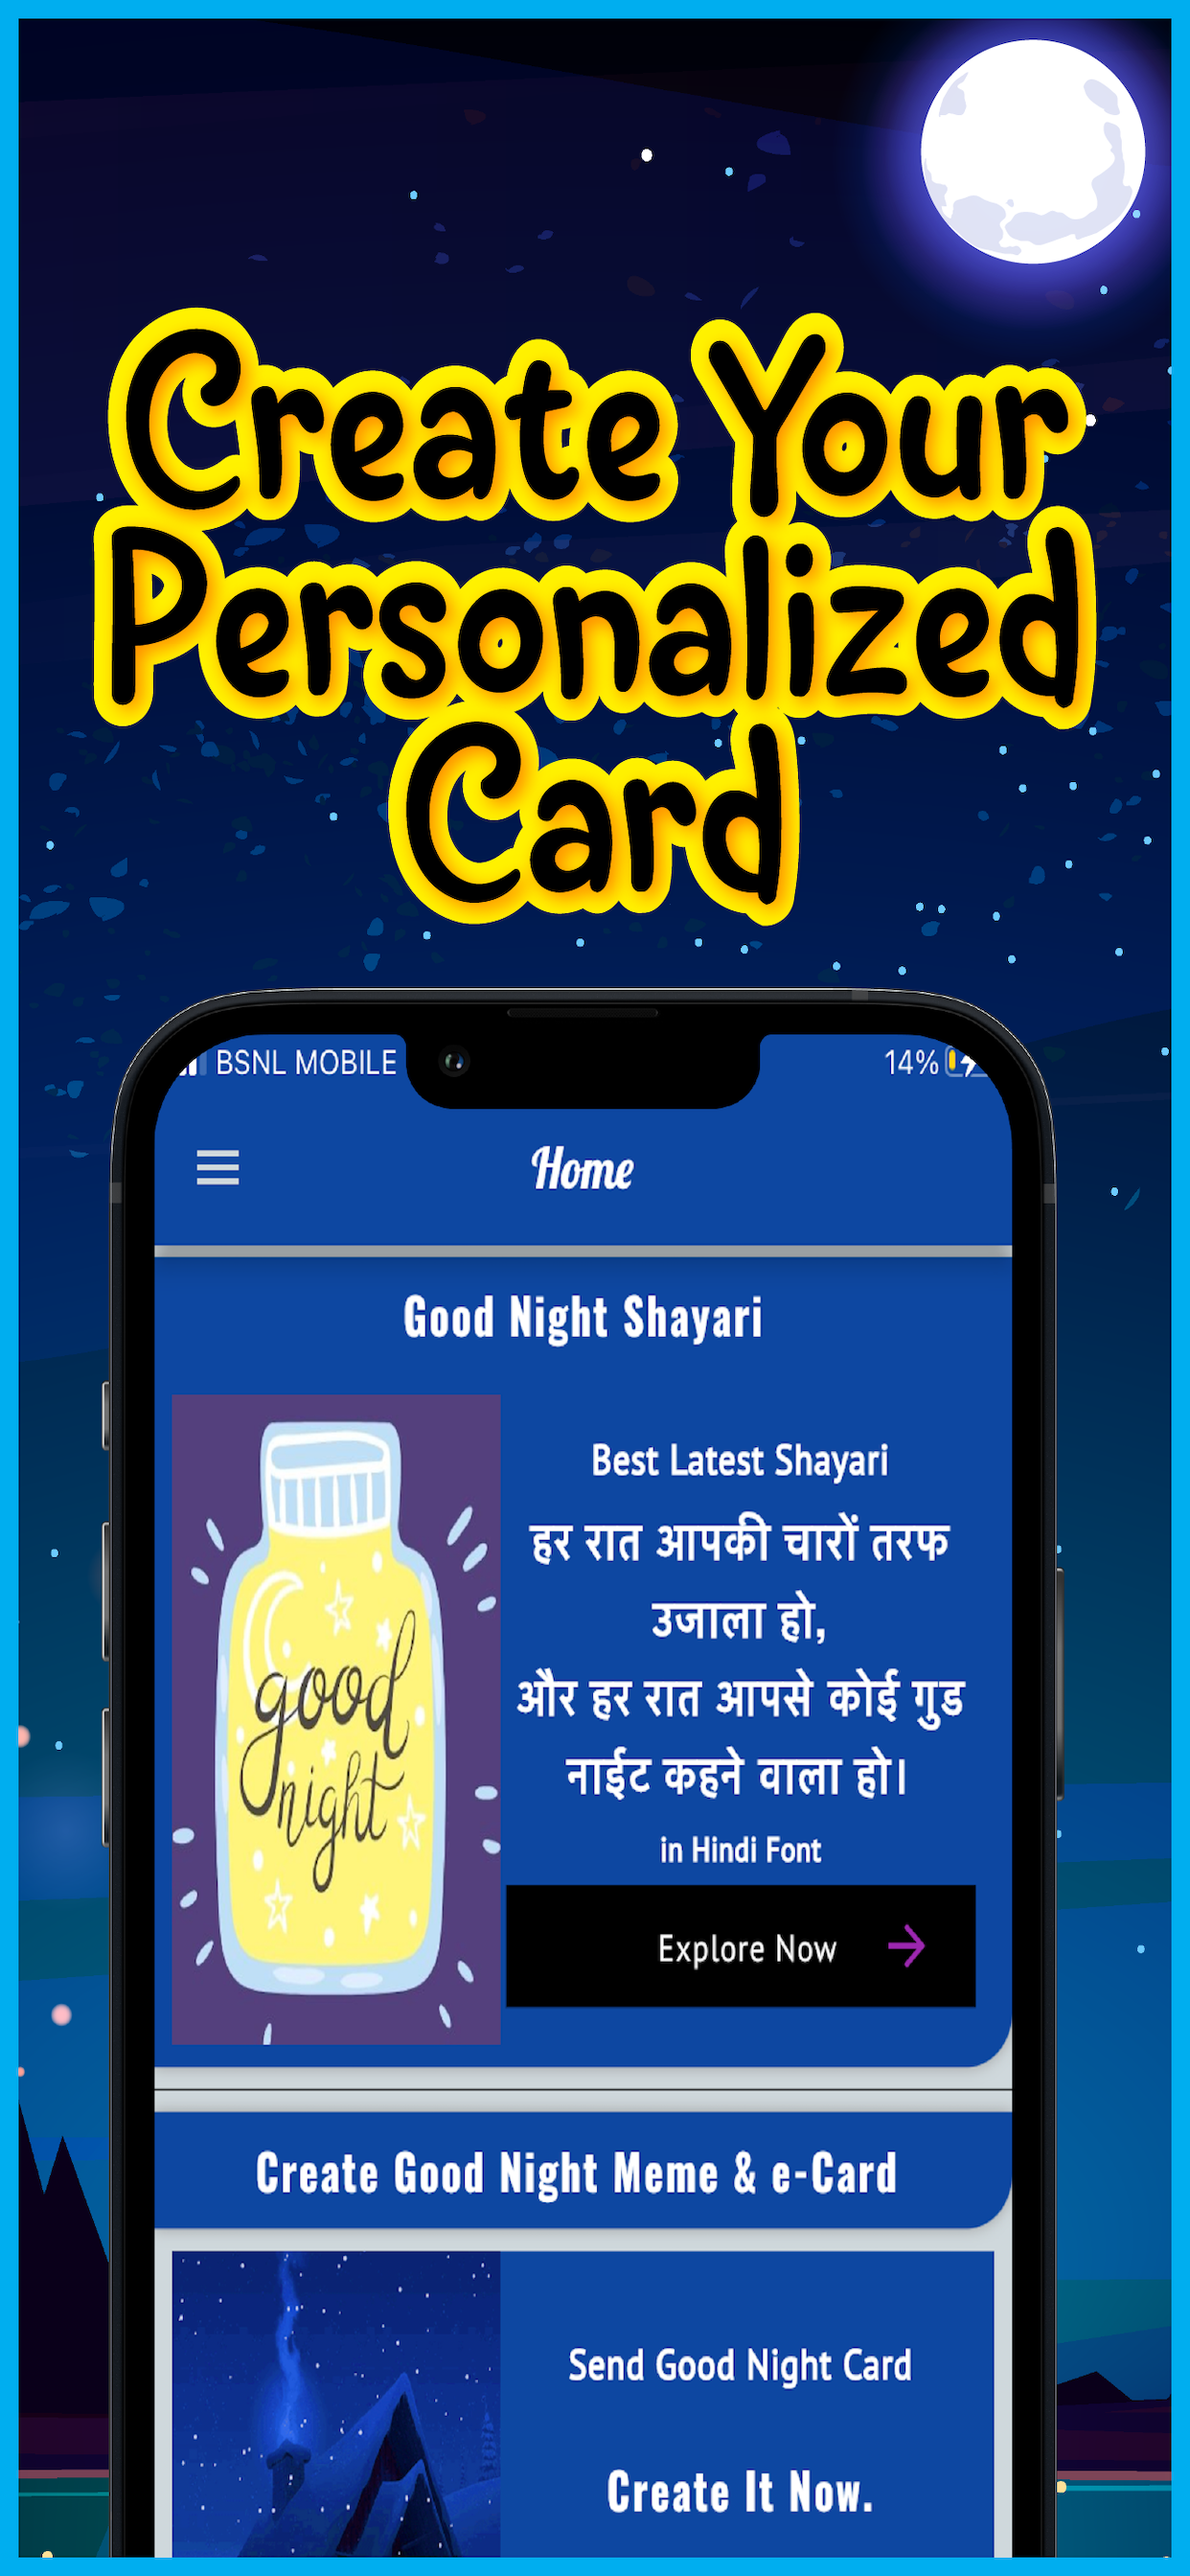 Create Your
Personalized
Card
BSNL MOBILE 14%
Home
Good Night Shayari
good
night
Best Latest Shayari
हर रात आपकी चारों तरफ
उजाला हो,
और हर रात आपसे कोई गुड
नाईट कहने वाला हो।
in Hindi Font
Explore Now
Create Good Night Meme & e-Card
Send Good Night Card
Create It Now.